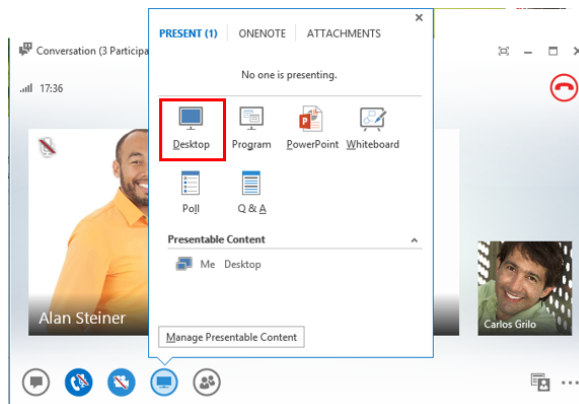 Conversation (3 Participa
17:36
PRESENT (1) ONENOTE ATTACHMENTS
No one is presenting.
Desktop Program PowerPoint Whiteboard
Poll Q & A
Presentable Content
Me Desktop
Manage Presentable Content
Alan Steiner
Carlos Grilo